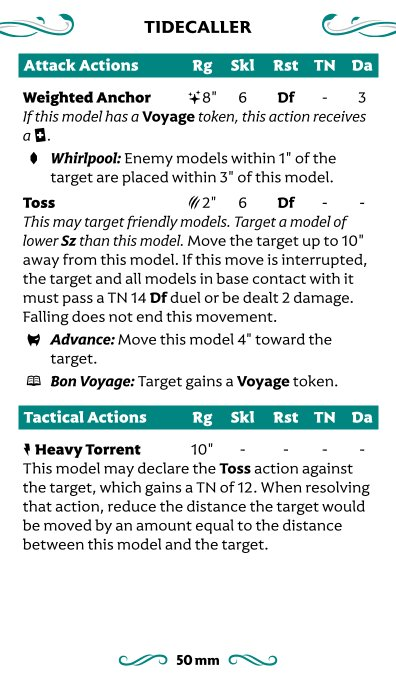 TIDECALLER
Attack Actions Rg Skl Rst TN Da
Weighted Anchor 8" 6 Df - 3
If this model has a Voyage token, this action receives
a .
Whirlpool: Enemy models within 1" of the
target are placed within 3" of this model.
Toss 2" 6 Df - -
This may target friendly models. Target a model of
lower Sz than this model. Move the target up to 10"
away from this model. If this move is interrupted,
the target and all models in base contact with it
must pass a TN 14 Df duel or be dealt 2 damage.
Falling does not end this movement.
Advance: Move this model 4" toward the
target.
Bon Voyage: Target gains a Voyage token.
Tactical Actions Rg Skl Rst TN Da
Heavy Torrent 10" - - - -
This model may declare the Toss action against
the target, which gains a TN of 12. When resolving
that action, reduce the distance the target would
be moved by an amount equal to the distance
between this model and the target.
50 mm